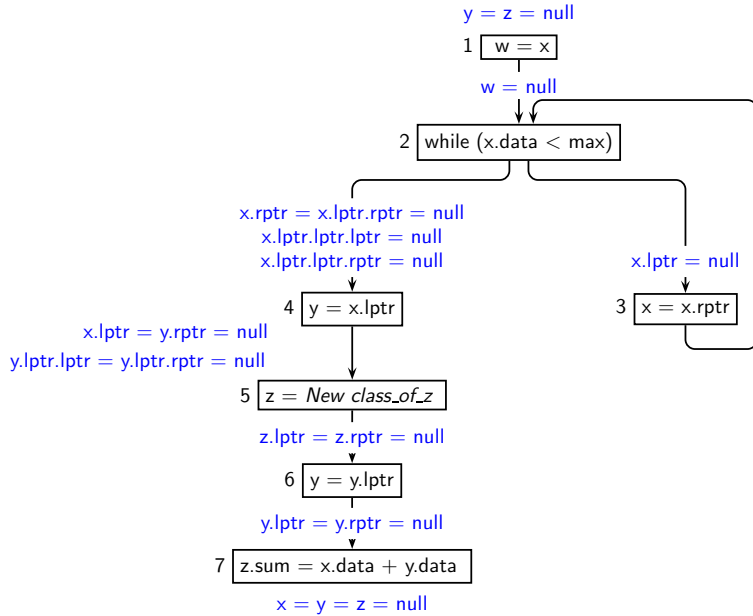 y = z = null
1 w = x
w = null
2 while (x.data < max)
x.rptr = x.lptr.rptr = null
x.lptr.lptr.lptr = null
x.lptr.lptr.rptr = null
x.lptr = null
4 y = x.lptr
3 x = x.rptr
x.lptr = y.rptr = null
y.lptr.lptr = y.lptr.rptr = null
5 z = New class_of_z
z.lptr = z.rptr = null
6 y = y.lptr
y.lptr = y.rptr = null
7 z.sum = x.data + y.data
x = y = z = null